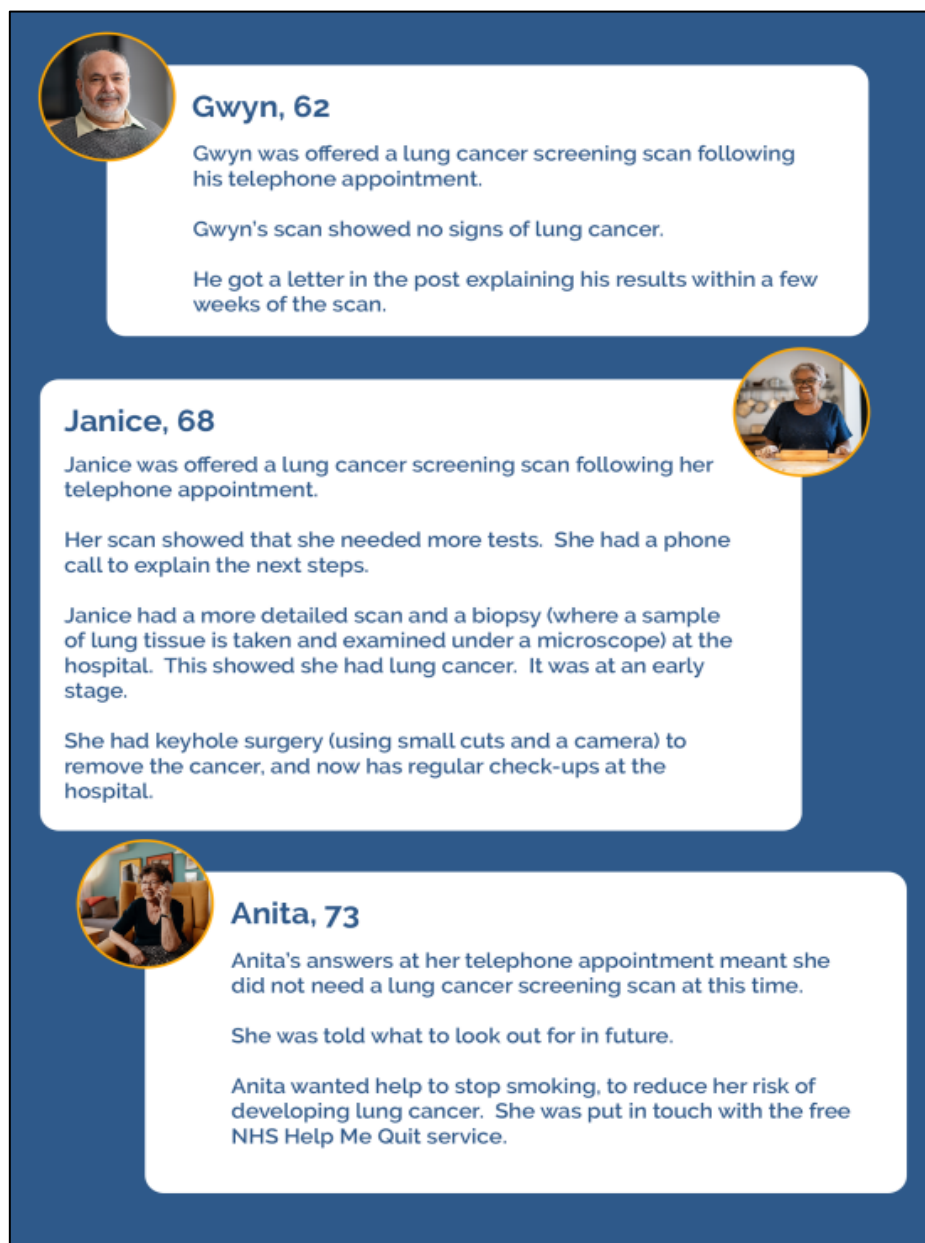 Gwyn, 62
Gwyn was offered a lung cancer screening scan following
his telephone appointment.
Gwyn's scan showed no signs of lung cancer.
He got a letter in the post explaining his results within a few
weeks of the scan.
Janice, 68
Janice was offered a lung cancer screening scan following her
telephone appointment.
Her scan showed that she needed more tests.  She had a phone
call to explain the next steps.
Janice had a more detailed scan and a biopsy (where a sample
of lung tissue is taken and examined under a microscope) at the
hospital.  This showed she had lung cancer.  It was at an early
stage.
She had keyhole surgery (using small cuts and a camera) to
remove the cancer, and now has regular check-ups at the
hospital.
Anita, 73
Anita's answers at her telephone appointment meant she
did not need a lung cancer screening scan at this time.
She was told what to look out for in future.
Anita wanted help to stop smoking, to reduce her risk of
developing lung cancer.  She was put in touch with the free
NHS Help Me Quit service.